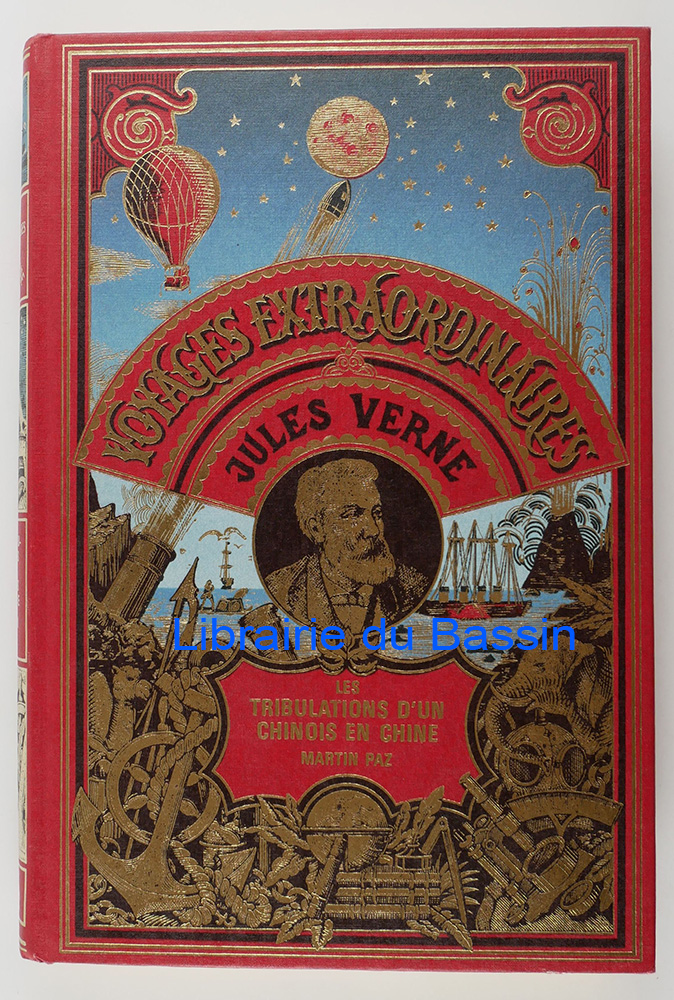 VOYAGES EXTRAORDINAIRES
JULES VERNE
Librairie du Bassin
LES
TRIBULATIONS D'UN
CHINOIS EN CHINE
MARTIN PAZ